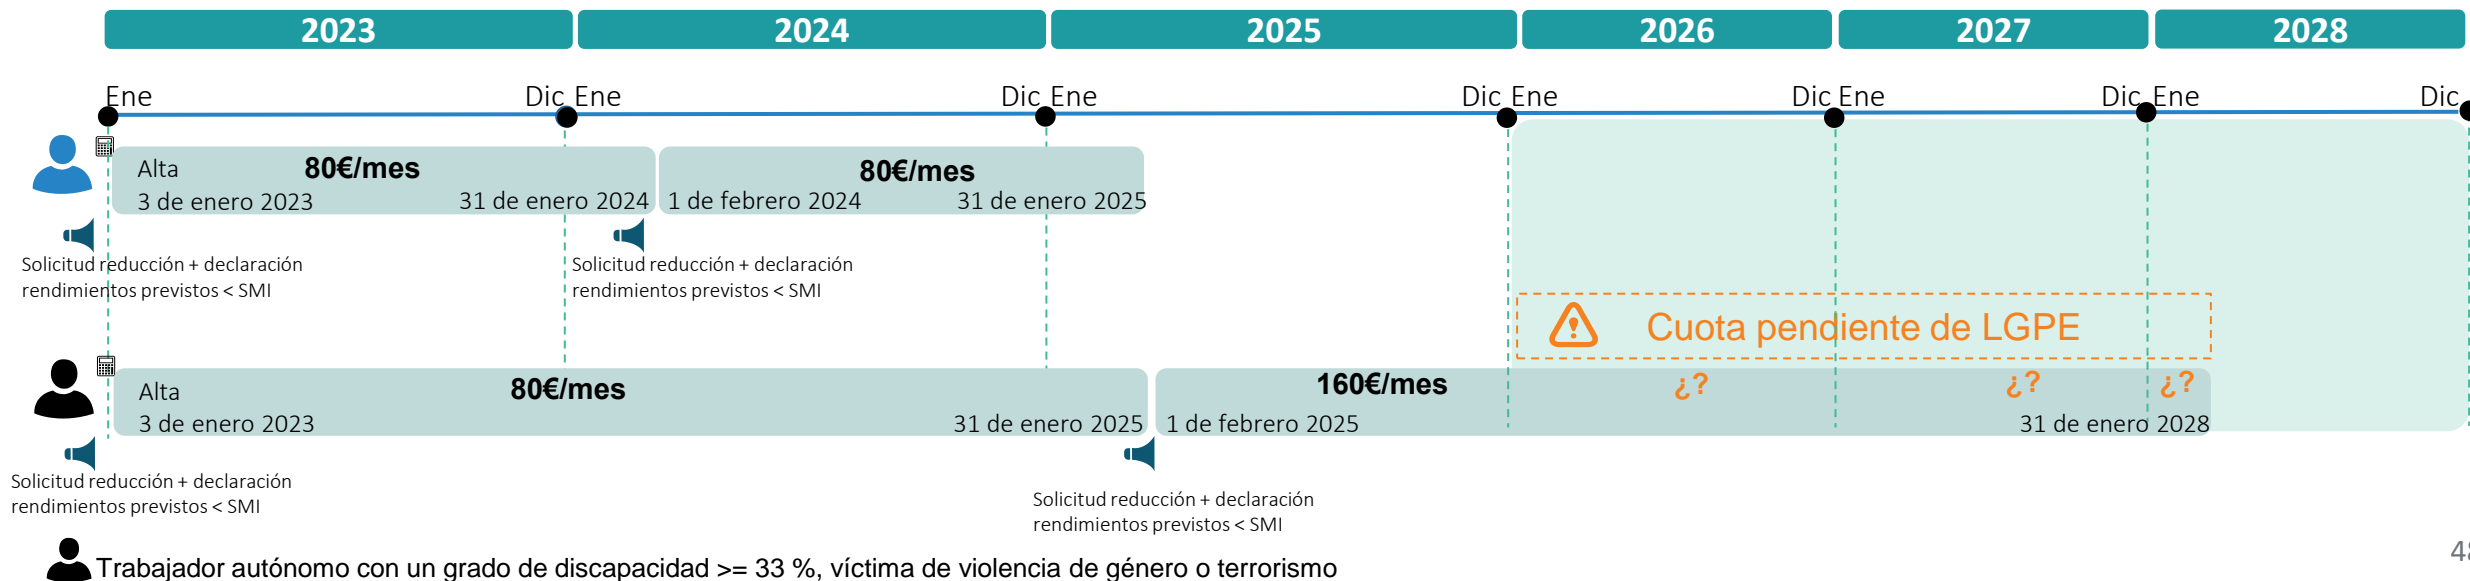 2023 2024 2025 2026 2027 2028
Ene Dic Ene Dic Ene Dic Ene Dic Ene Dic Ene Dic
Alta 80€/mes 80€/mes
3 de enero 2023 31 de enero 2024 1 de febrero 2024 31 de enero 2025
Solicitud reducción + declaración
rendimientos previstos < SMI
Solicitud reducción + declaración
rendimientos previstos < SMI
Cuota pendiente de LGPE
Alta 80€/mes 160€/mes ¿? ¿? ¿?
3 de enero 2023 31 de enero 2025 1 de febrero 2025 31 de enero 2028
Solicitud reducción + declaración
rendimientos previstos < SMI
Solicitud reducción + declaración
rendimientos previstos < SMI
Trabajador autónomo con un grado de discapacidad >= 33 %, víctima de violencia de género o terrorismo